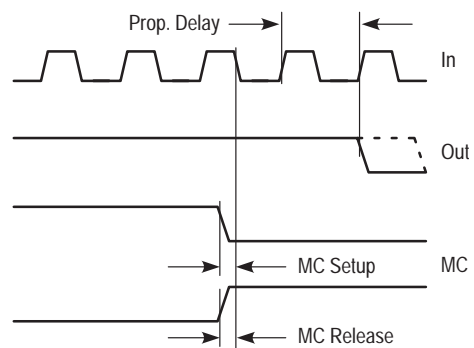 Prop. Delay
In
Out
MC Setup
MC
MC Release